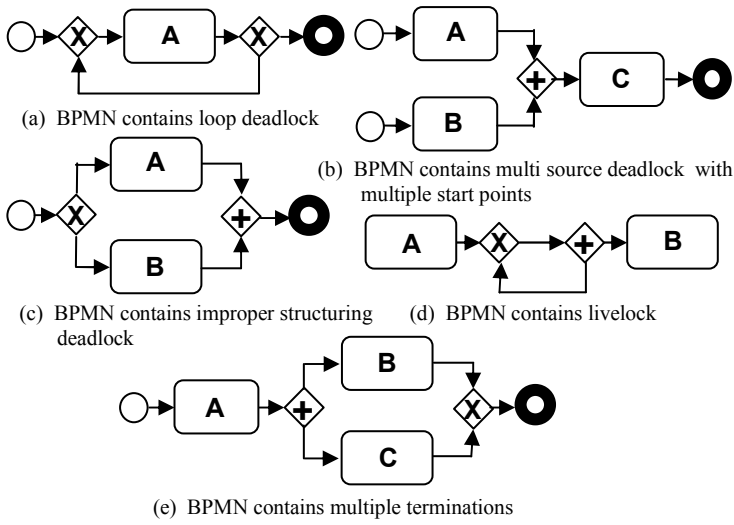 X A X
(a) BPMN contains loop deadlock
A
B
+ C
(b) BPMN contains multi source deadlock with
multiple start points
A
X +
B
(c) BPMN contains improper structuring
deadlock
A X + B
(d) BPMN contains livelock
B
A + X
C
(e) BPMN contains multiple terminations